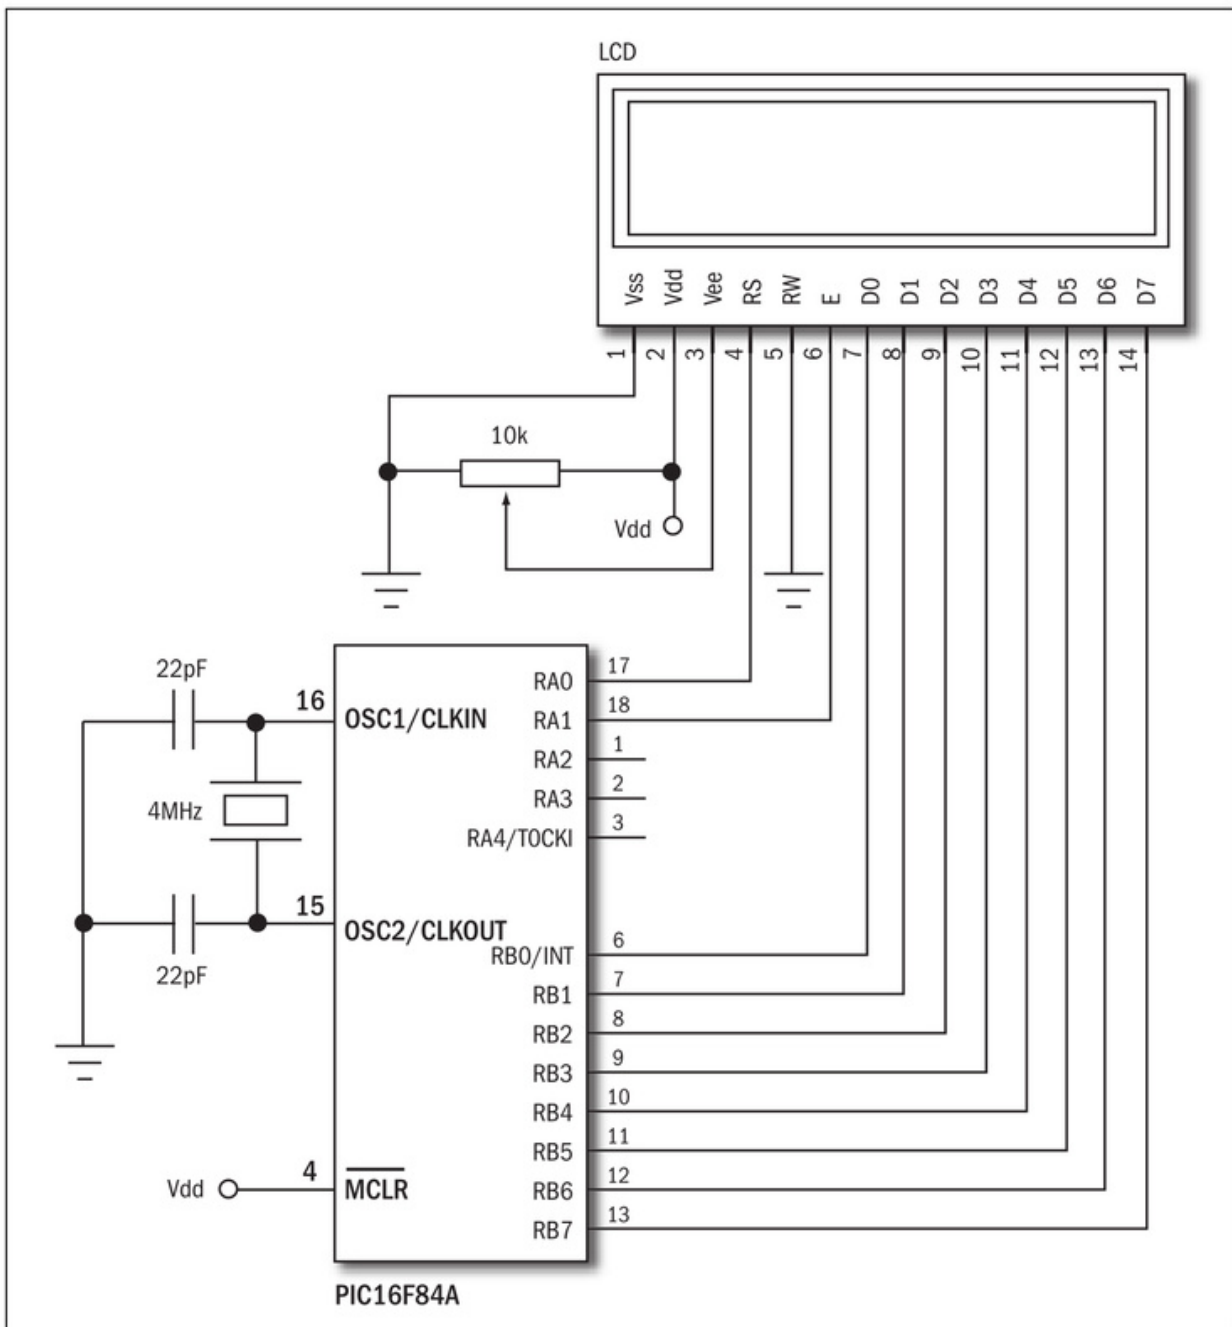 LCD
Vss
Vdd
Vee
RS
RW
E
D0
D1
D2
D3
D4
D5
D6
D7
1
2
3
4
5
6
7
8
9
10
11
12
13
14
10k
Vdd
22pF
16
OSC1/CLKIN
4MHz
15
OSC2/CLKOUT
22pF
Vdd
4
MCLR
RA0
17
RA1
18
RA2
1
RA3
2
RA4/TOCKI
3
RB0/INT
6
RB1
7
RB2
8
RB3
9
RB4
10
RB5
11
RB6
12
RB7
13
PIC16F84A